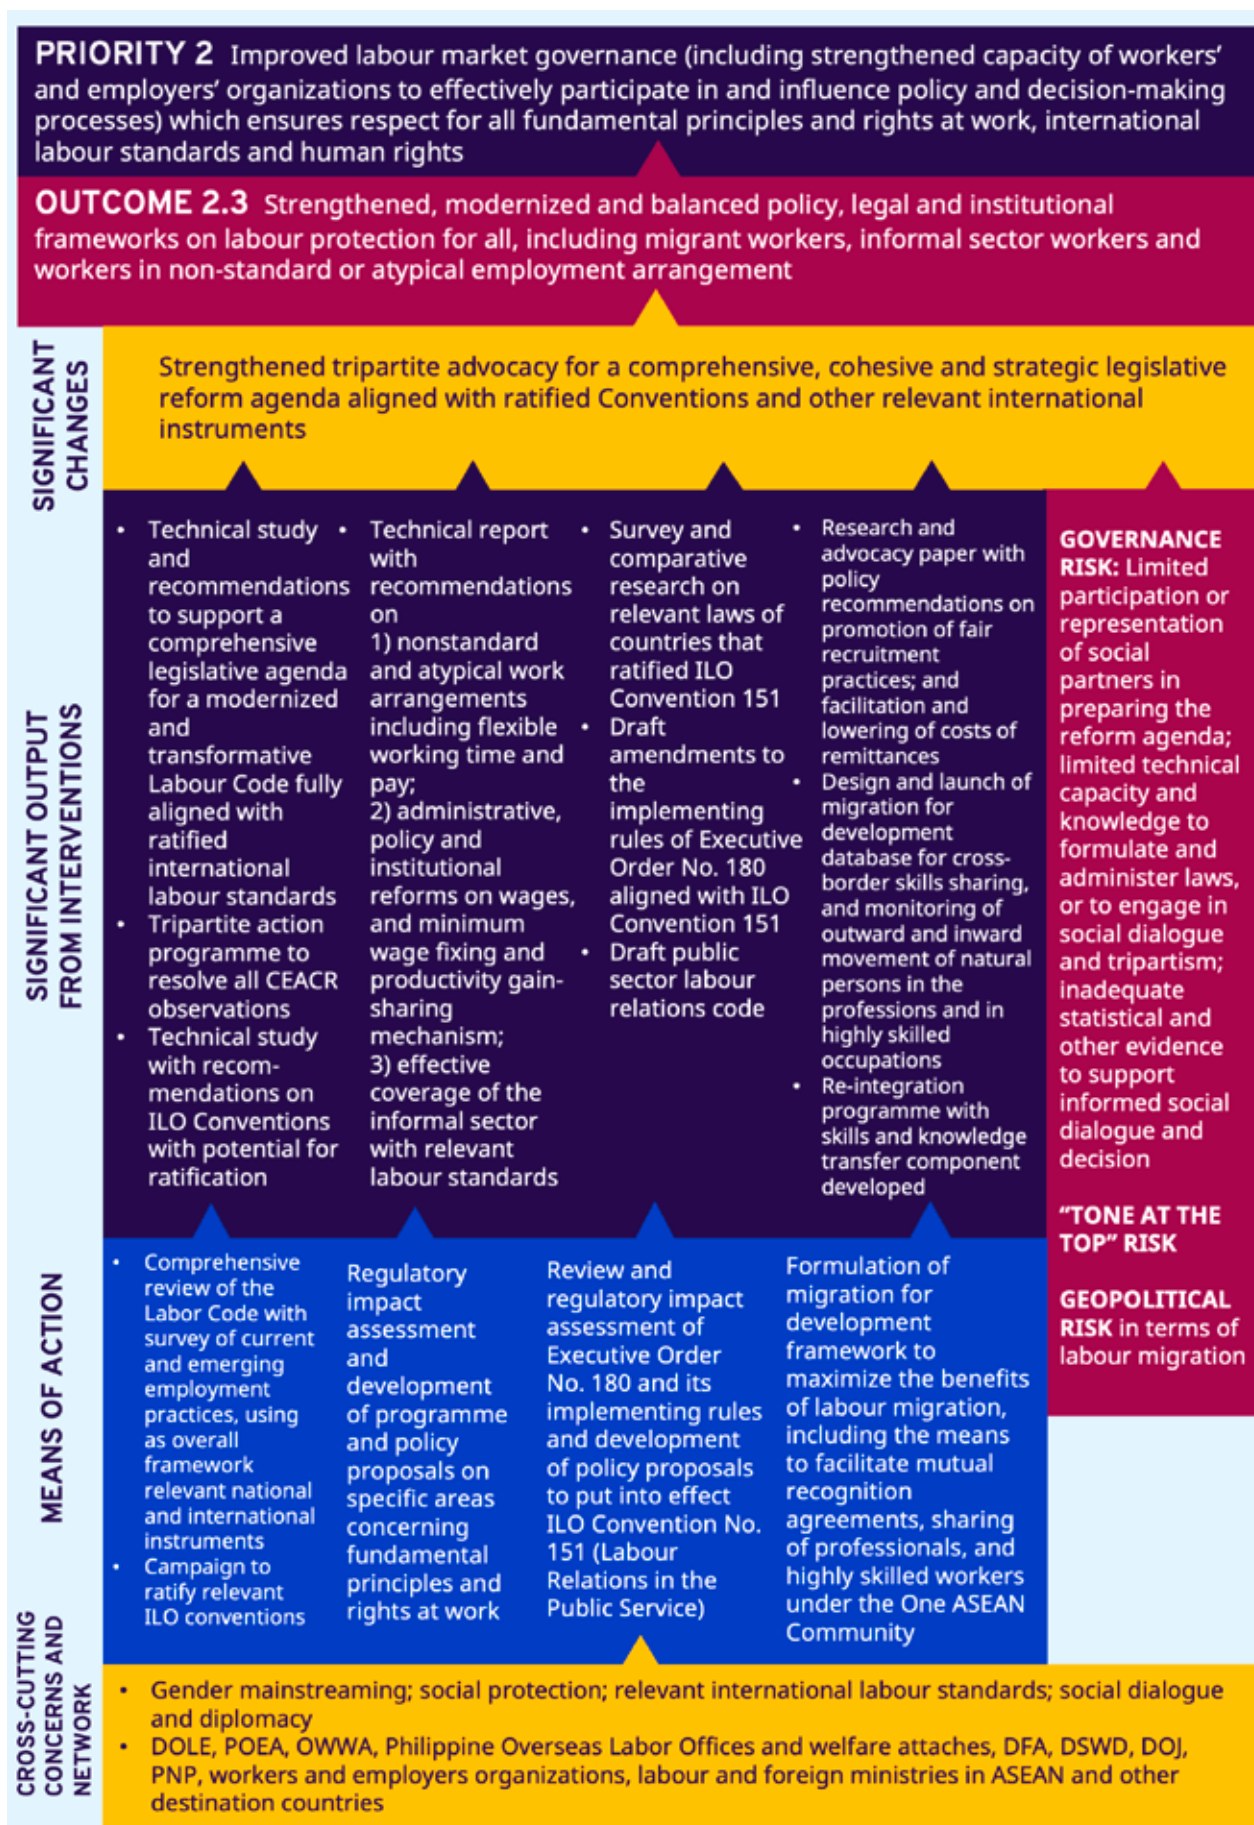 PRIORITY 2 Improved labour market governance (including strengthened capacity of workers'
and employers' organizations to effectively participate in and influence policy and decision-making
processes) which ensures respect for all fundamental principles and rights at work, international
labour standards and human rights
OUTCOME 2.3 Strengthened, modernized and balanced policy, legal and institutional
frameworks on labour protection for all, including migrant workers, informal sector workers and
workers in non-standard or atypical employment arrangement
SIGNIFICANT
CHANGES
Strengthened tripartite advocacy for a comprehensive, cohesive and strategic legislative
reform agenda aligned with ratified Conventions and other relevant international
instruments
SIGNIFICANT OUTPUT
FROM INTERVENTIONS
• Technical study
and
recommendations
to support a
comprehensive
legislative agenda
for a modernized
and
transformative
Labour Code fully
aligned with
ratified
international
labour standards
• Tripartite action
programme to
resolve all CEACR
observations
• Technical study
with recom-
mendations on
ILO Conventions
with potential for
ratification
• Technical report
with
recommendations
on
1) nonstandard
and atypical work
arrangements
including flexible
working time and
pay;
2) administrative,
policy and
institutional
reforms on wages,
and minimum
wage fixing and
productivity gain-
sharing
mechanism;
3) effective
coverage of the
informal sector
with relevant
labour standards
• Survey and
comparative
research on
relevant laws of
countries that
ratified ILO
Convention 151
• Draft
amendments to
the
implementing
rules of Executive
Order No. 180
aligned with ILO
Convention 151
• Draft public
sector labour
relations code
• Research and
advocacy paper with
policy
recommendations on
promotion of fair
recruitment
practices; and
facilitation and
lowering of costs of
remittances
• Design and launch of
migration for
development
database for cross-
border skills sharing,
and monitoring of
outward and inward
movement of natural
persons in the
professions and in
highly skilled
occupations
• Re-integration
programme with
skills and knowledge
transfer component
developed
GOVERNANCE
RISK: Limited
participation or
representation
of social
partners in
preparing the
reform agenda;
limited technical
capacity and
knowledge to
formulate and
administer laws,
or to engage in
social dialogue
and tripartism;
inadequate
statistical and
other evidence
to support
informed social
dialogue and
decision
"TONE AT THE
TOP" RISK
GEOPOLITICAL
RISK in terms of
labour migration
MEANS OF ACTION
• Comprehensive
review of the
Labor Code with
survey of current
and emerging
employment
practices, using
as overall
framework
relevant national
and international
instruments
• Campaign to
ratify relevant
ILO conventions
Regulatory
impact
assessment
and
development
of programme
and policy
proposals on
specific areas
concerning
fundamental
principles and
rights at work
Review and
regulatory impact
assessment of
Executive Order
No. 180 and its
implementing rules
and development
of policy proposals
to put into effect
ILO Convention No.
151 (Labour
Relations in the
Public Service)
Formulation of
migration for
development
framework to
maximize the benefits
of labour migration,
including the means
to facilitate mutual
recognition
agreements, sharing
of professionals, and
highly skilled workers
under the One ASEAN
Community
CROSS-CUTTING
CONCERNS AND
NETWORK
• Gender mainstreaming; social protection; relevant international labour standards; social dialogue
and diplomacy
• DOLE, POEA, OWWA, Philippine Overseas Labor Offices and welfare attaches, DFA, DSWD, DOJ,
PNP, workers and employers organizations, labour and foreign ministries in ASEAN and other
destination countries